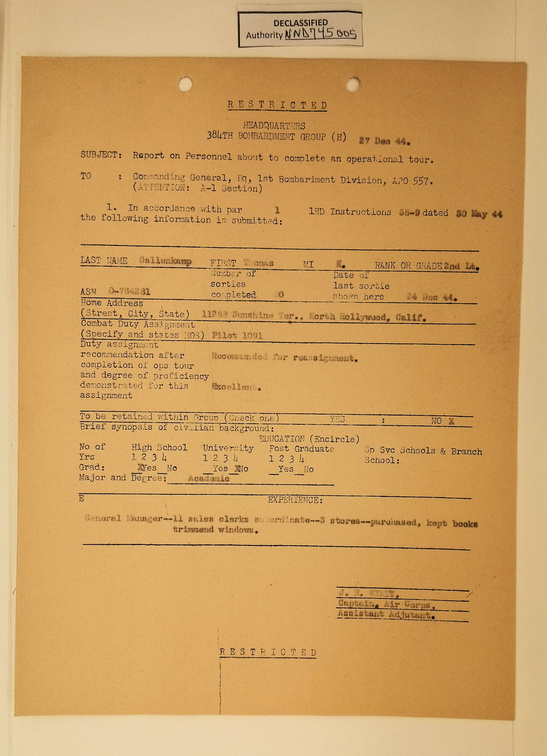 DECLASSIFIED
Authority NND745005
RESTRICTED
HEADQUARTERS
384TH BOMBARDMENT GROUP (H) 27 Dec 44.
SUBJECT: Report on Personnel about to complete an operational tour.
TO : Commanding General, Hq, 1st Bombardment Division, APO 557.
(ATTENTION: A-1 Section)
1. In accordance with par 1 1BD Instructions 35-9 dated 30 May 44
the following information is submitted:
LAST NAME Gallenkamp FIRST Thomas MI E. RANK OR GRADE 2nd Lt.
Number of Date of
sorties last sortie
ASN completed shown here 24 Dec 44.
Home Address
(Street, City, State) Sunshine Ter., North Hollywood, Calif.
Combat Duty Assignment
(Specify and states MOS) Pilot 1091
Duty assignment
recommendation after Recommended for reassignment.
completion of ops tour
and degree of proficiency
demonstrated for this Excellent.
assignment
To be retained within Group (Check one) YES : NO X
Brief synopsis of civilian background:
EDUCATION (Encircle)
No of High School University Post Graduate Sp Svc Schools & Branch
Yrs 1 2 3 4 1 2 3 4 1 2 3 4 School:
Grad: XYes No Yes XNo Yes No
Major and Degree: Academic
E EXPERIENCE:
General Manager--11 sales clerks subordinate--3 stores--purchased, kept books
trimmend windows.
Captain, Air Corps,
Assistant Adjutant.
RESTRICTED